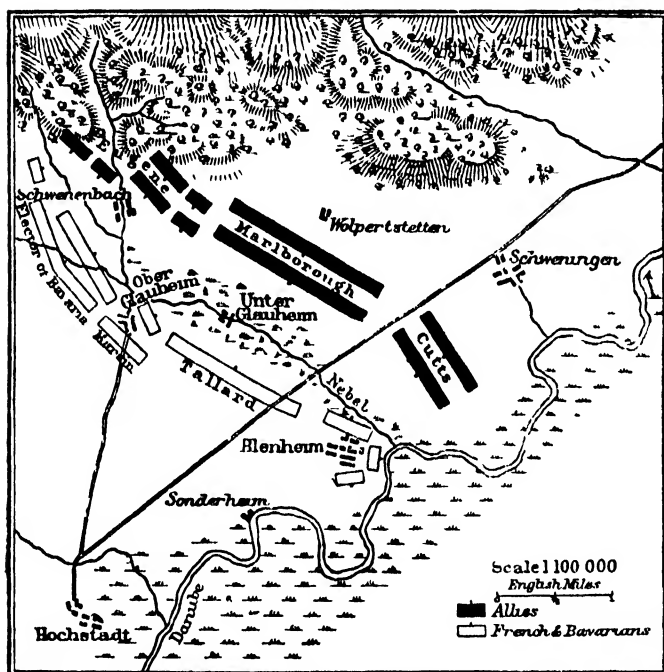 Eugene
Schwenenbach
Elector of Bavaria
Marsin
Marlborough
Wolpertstetten
Schweningen
Ober
Glauheim
Unter
Glauheim
Tallard
Cutts
Nebel
Blenheim
Sonderheim
Danube
Hochstadt
Scale 1 100 000
English Miles
Allies
French & Bavarians